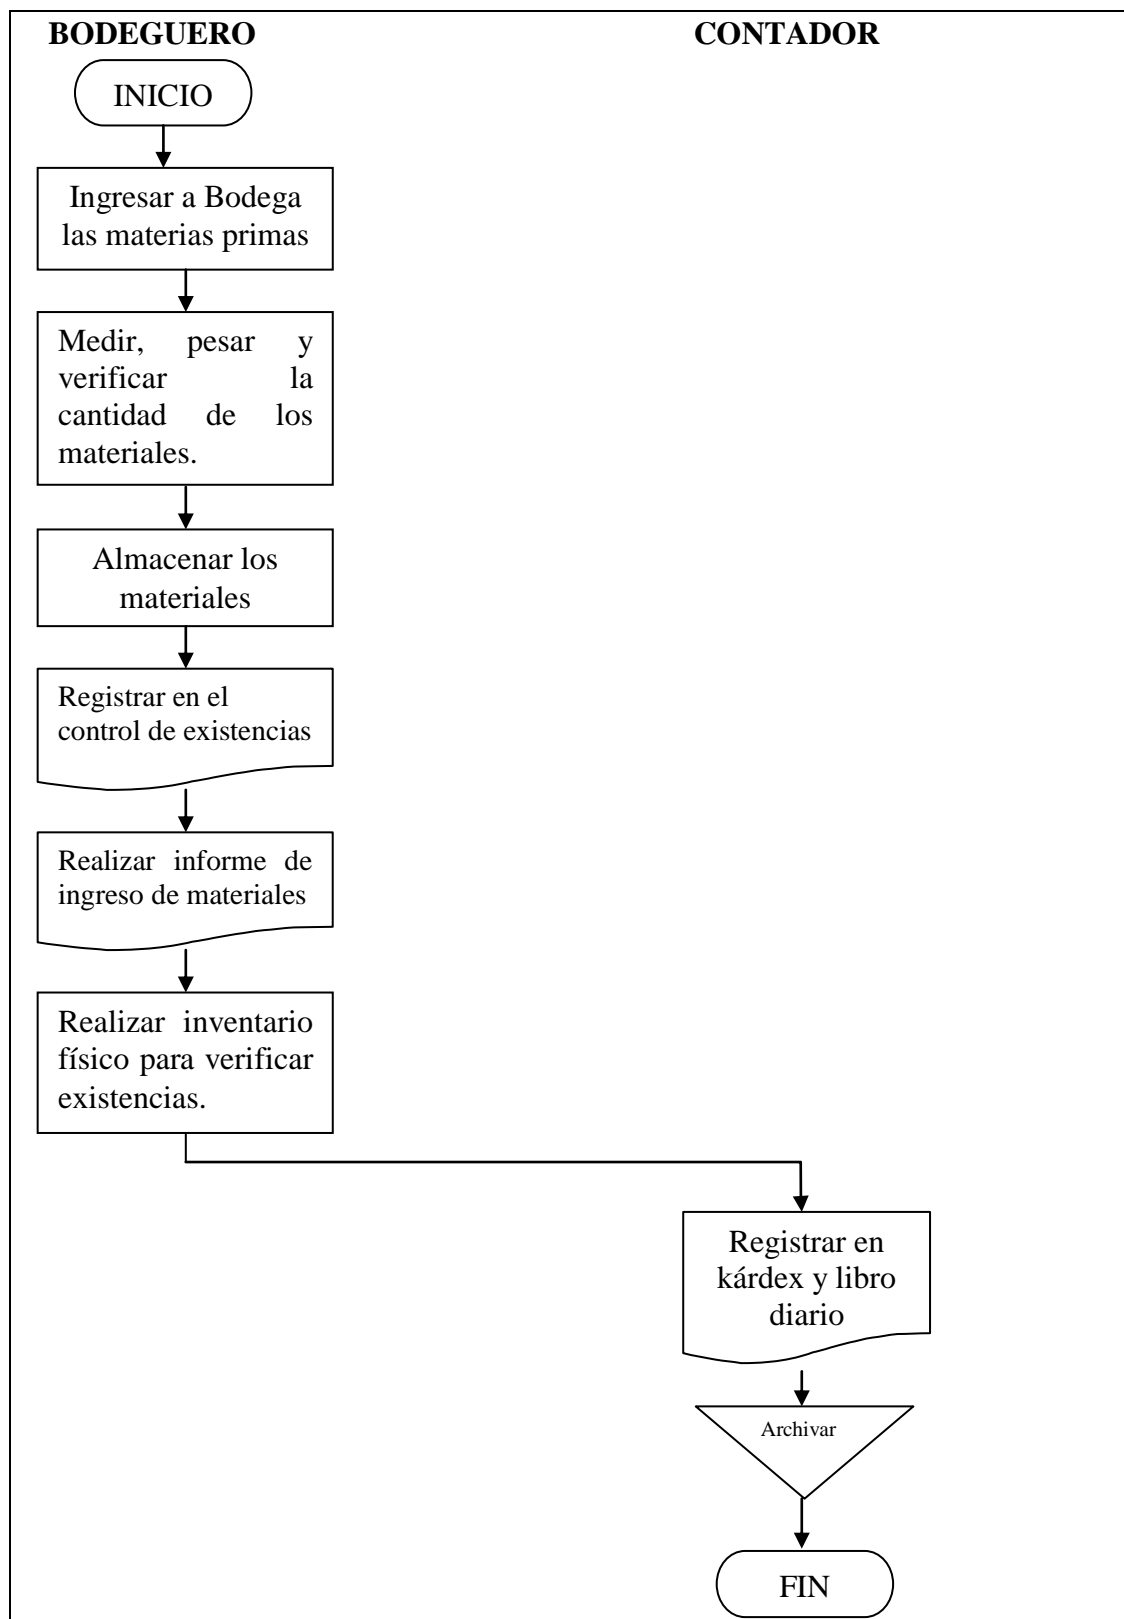 BODEGUERO
CONTADOR
INICIO
Ingresar a Bodega
las materias primas
Medir, pesar y
verificar la
cantidad de los
materiales.
Almacenar los
materiales
Registrar en el
control de existencias
Realizar informe de
ingreso de materiales
Realizar inventario
físico para verificar
existencias.
Registrar en
kárdex y libro
diario
Archivar
FIN